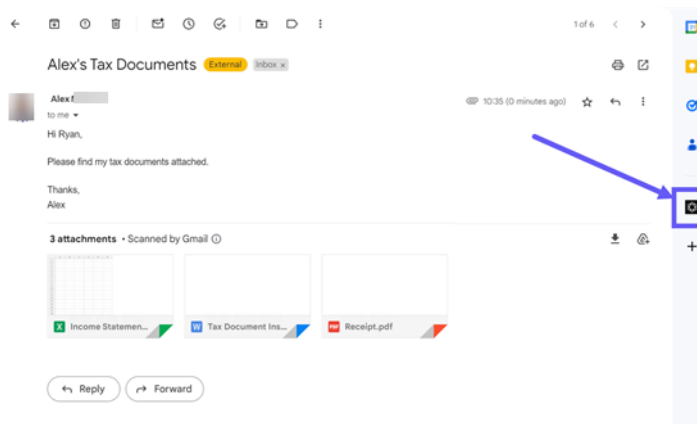 1 of 6
Alex's Tax Documents External Inbox x
Alex
10:35 (0 minutes ago)
to me
Hi Ryan,
Please find my tax documents attached.
Thanks,
Alex
3 attachments • Scanned by Gmail
X Income Statemen...
W Tax Document Ins...
PDF Receipt.pdf
Reply
Forward